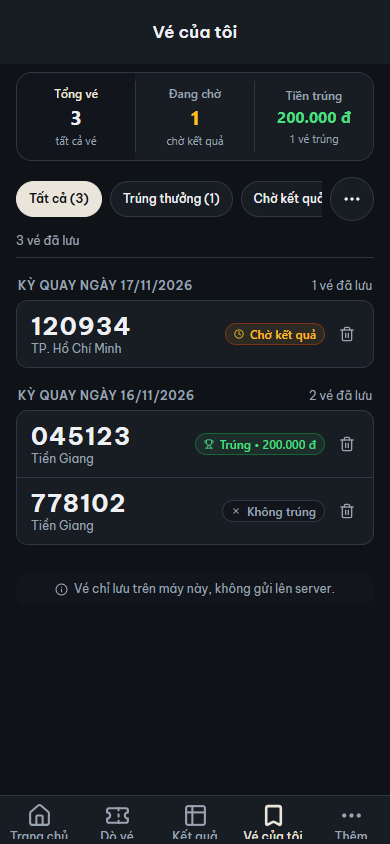 Vé của tôi
Tổng vé
3
tất cả vé
Đang chờ
1
chờ kết quả
Tiền trúng
200.000 đ
1 vé trúng
Tất cả (3)
Trúng thưởng (1)
Chờ kết quả
3 vé đã lưu
KỲ QUAY NGÀY 17/11/2026
1 vé đã lưu
120934
TP. Hồ Chí Minh
Chờ kết quả
KỲ QUAY NGÀY 16/11/2026
2 vé đã lưu
045123
Tiền Giang
Trúng • 200.000 đ
778102
Tiền Giang
Không trúng
Vé chỉ lưu trên máy này, không gửi lên server.
Trang chủ
Dò vé
Kết quả
Vé của tôi
Thêm